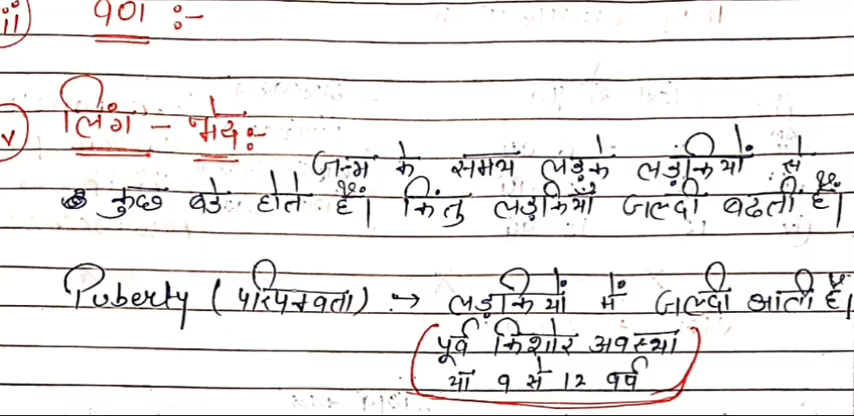 ii) वंश :-
v) लिंग - भेद :-
जन्म के समय लड़के लड़कियों से
कुछ बडे होते है। किंतु लड़कियाँ जल्दी बढती है।
Puberty (परिपक्वता) :→ लड़कियों में जल्दी आती है।
पूर्व किशोर अवस्था
या 9 से 12 वर्ष